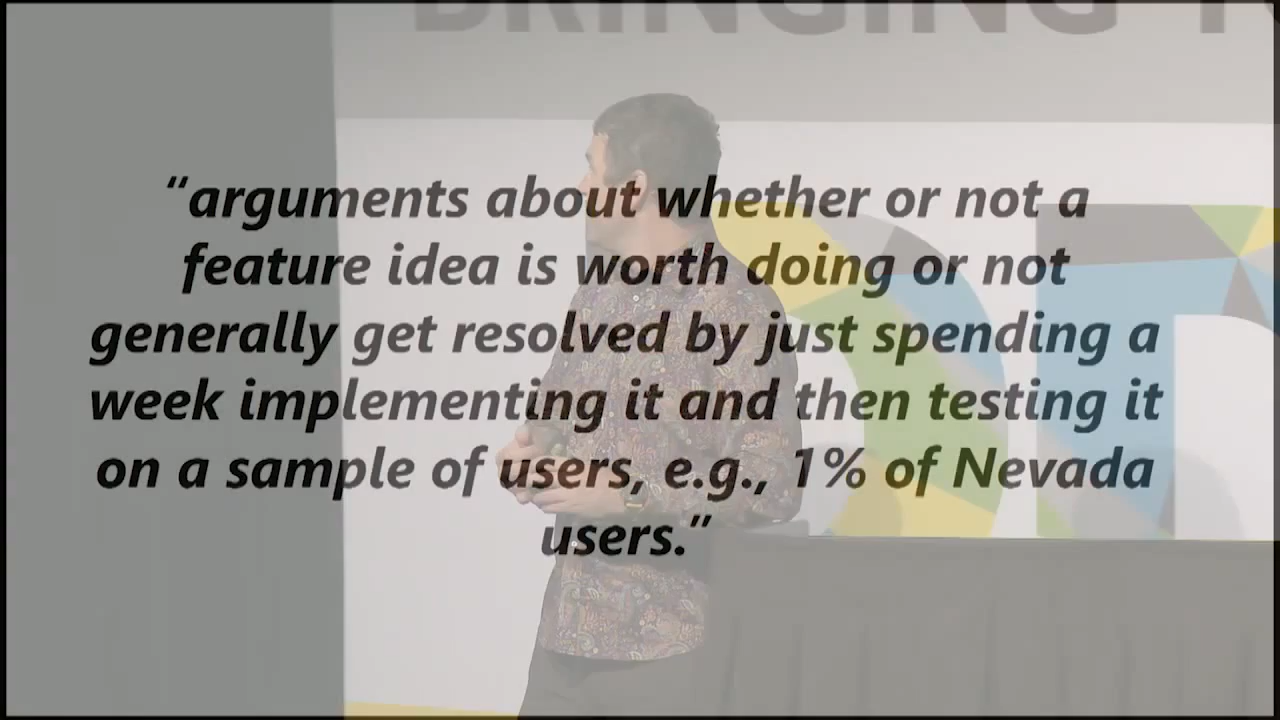 BRINGING
“arguments about whether or not a
feature idea is worth doing or not
generally get resolved by just spending a
week implementing it and then testing it
on a sample of users, e.g., 1% of Nevada
users.”